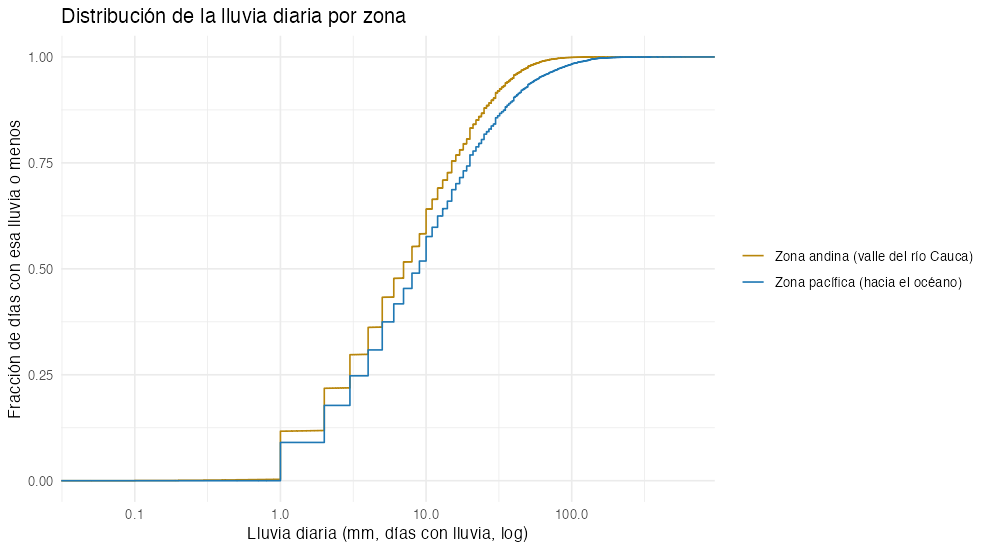 Distribución de la lluvia diaria por zona
Fracción de días con esa lluvia o menos
1.00
0.75
0.50
0.25
0.00
0.1
1.0
10.0
100.0
Lluvia diaria (mm, días con lluvia, log)
Zona andina (valle del río Cauca)
Zona pacífica (hacia el océano)